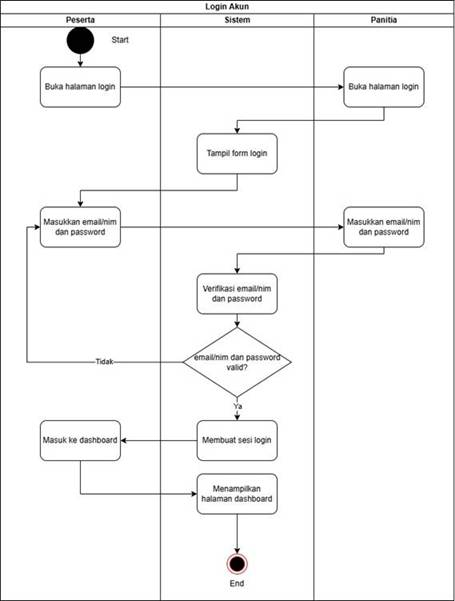 Login Akun
Peserta
Sistem
Panitia
Start
Buka halaman login
Buka halaman login
Tampil form login
Masukkan email/nim
dan password
Masukkan email/nim
dan password
Verifikasi email/nim
dan password
email/nim dan password
valid?
Tidak
Ya
Masuk ke dashboard
Membuat sesi login
Menampilkan
halaman dashboard
End